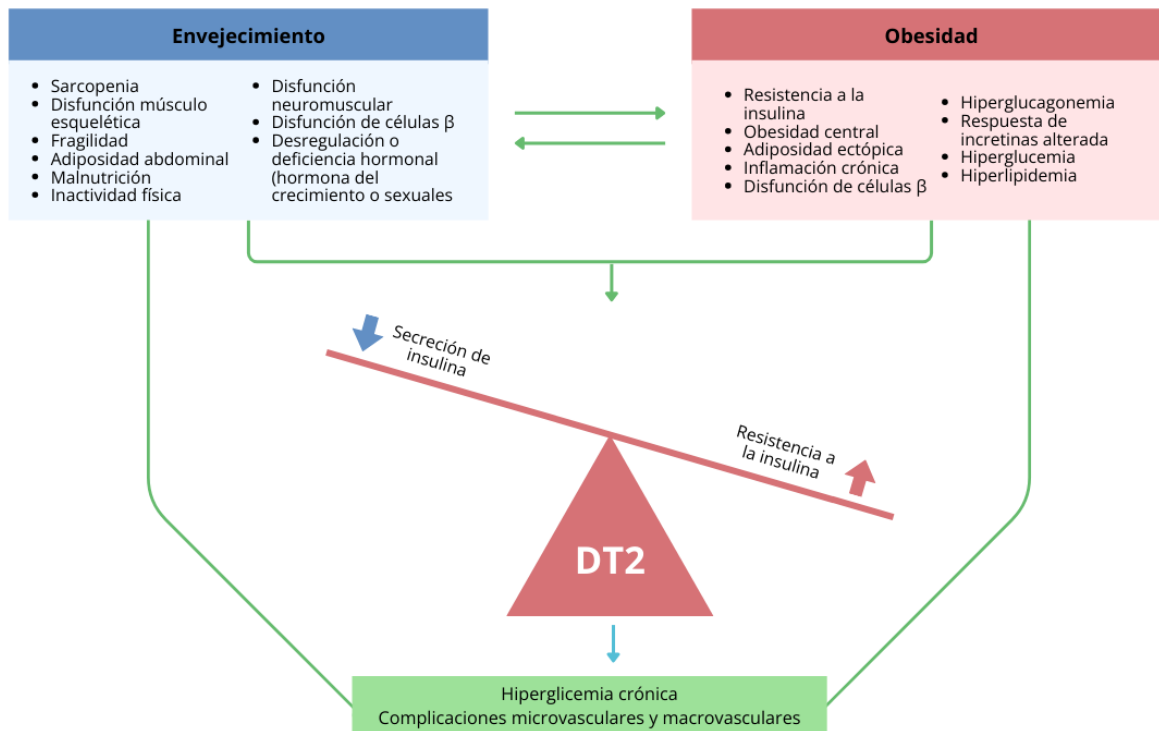 Envejecimiento
• Sarcopenia
• Disfunción músculo
esquelética
• Fragilidad
• Adiposidad abdominal
• Malnutrición
• Inactividad física
• Disfunción
neuromuscular
• Disfunción de células β
• Desregulación o
deficiencia hormonal
(hormona del
crecimiento o sexuales
Obesidad
• Resistencia a la
insulina
• Obesidad central
• Adiposidad ectópica
• Inflamación crónica
• Disfunción de células β
• Hiperglucagonemia
• Respuesta de
incretinas alterada
• Hiperglucemia
• Hiperlipidemia
Secreción de
insulina
Resistencia a
la insulina
DT2
Hiperglicemia crónica
Complicaciones microvasculares y macrovasculares